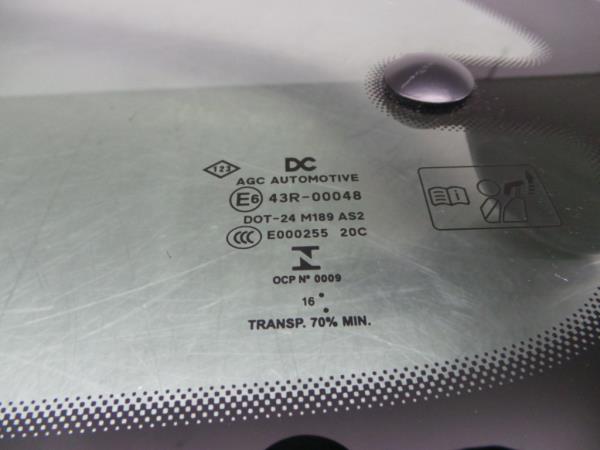 123
DC
AGC AUTOMOTIVE
E6 43R-00048
DOT-24 M189 AS2
CCC E000255 20C
OCP Nº 0009
16
TRANSP. 70% MIN.